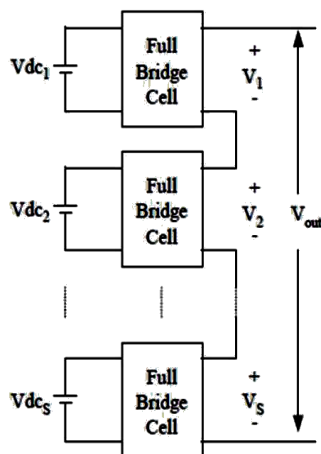 Vdc1
Full
Bridge
Cell
+
V1
-
Vdc2
Full
Bridge
Cell
+
V2
-
Vout
VdcS
Full
Bridge
Cell
+
VS
-